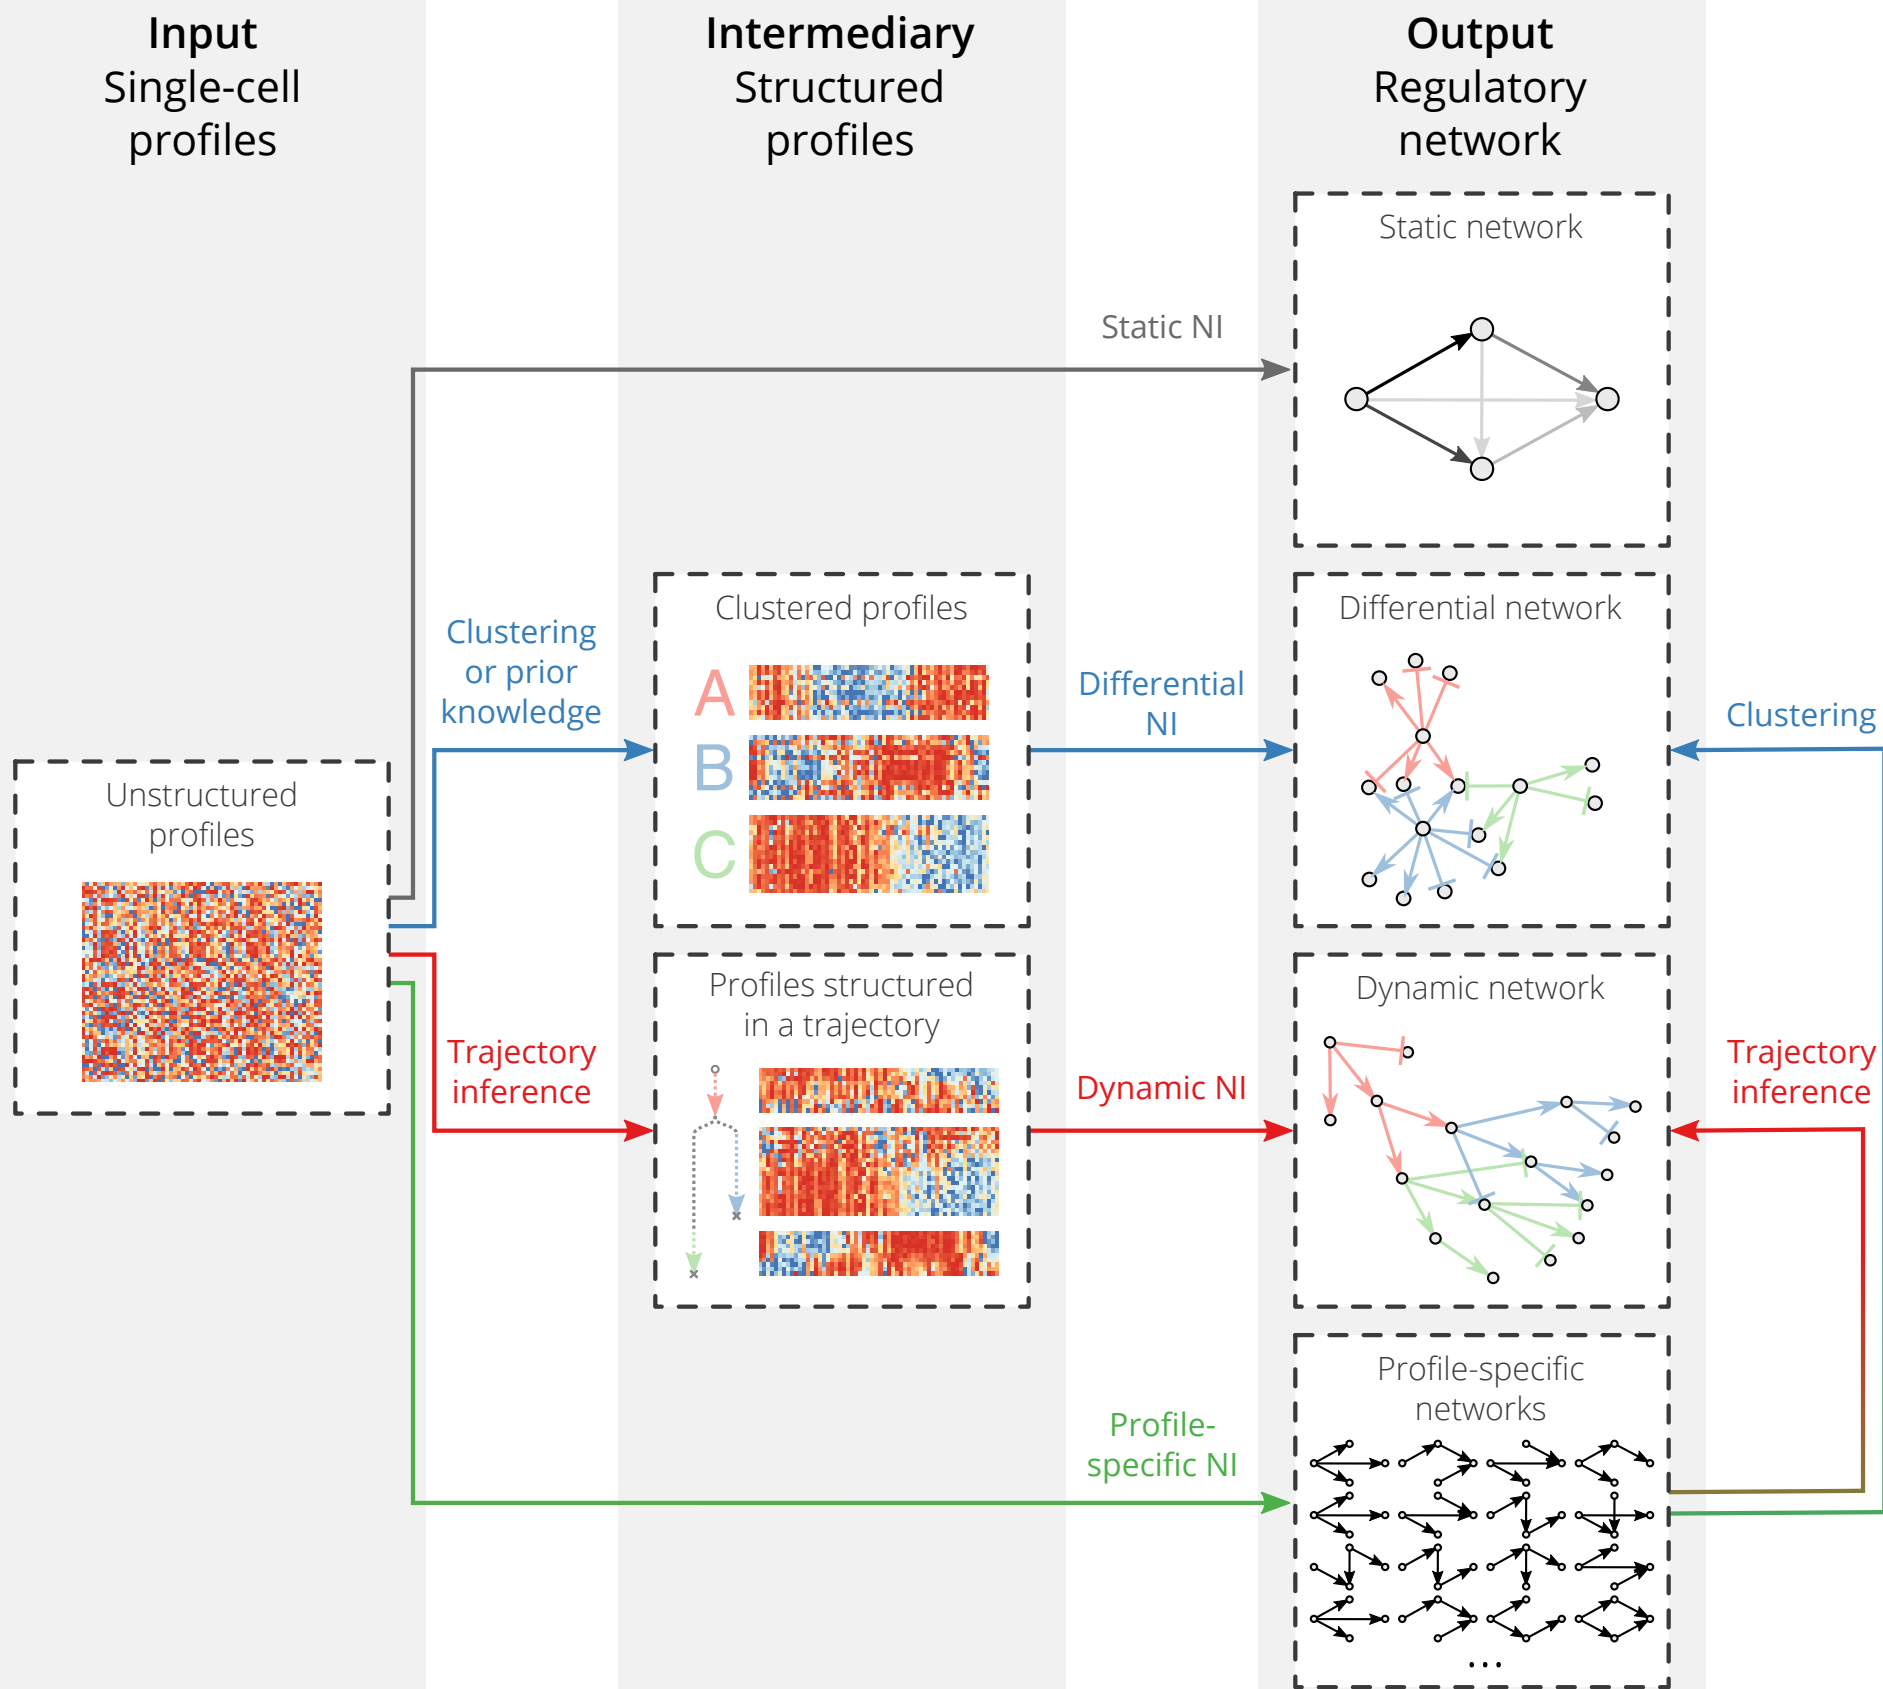 Input
Single-cell
profiles
Intermediary
Structured
profiles
Output
Regulatory
network
Static network
Static NI
Clustering
or prior
knowledge
Clustered profiles
A
B
C
Differential
NI
Differential network
Clustering
Unstructured
profiles
Trajectory
inference
Profiles structured
in a trajectory
Dynamic NI
Dynamic network
Trajectory
inference
Profile-
specific NI
Profile-specific
networks
...